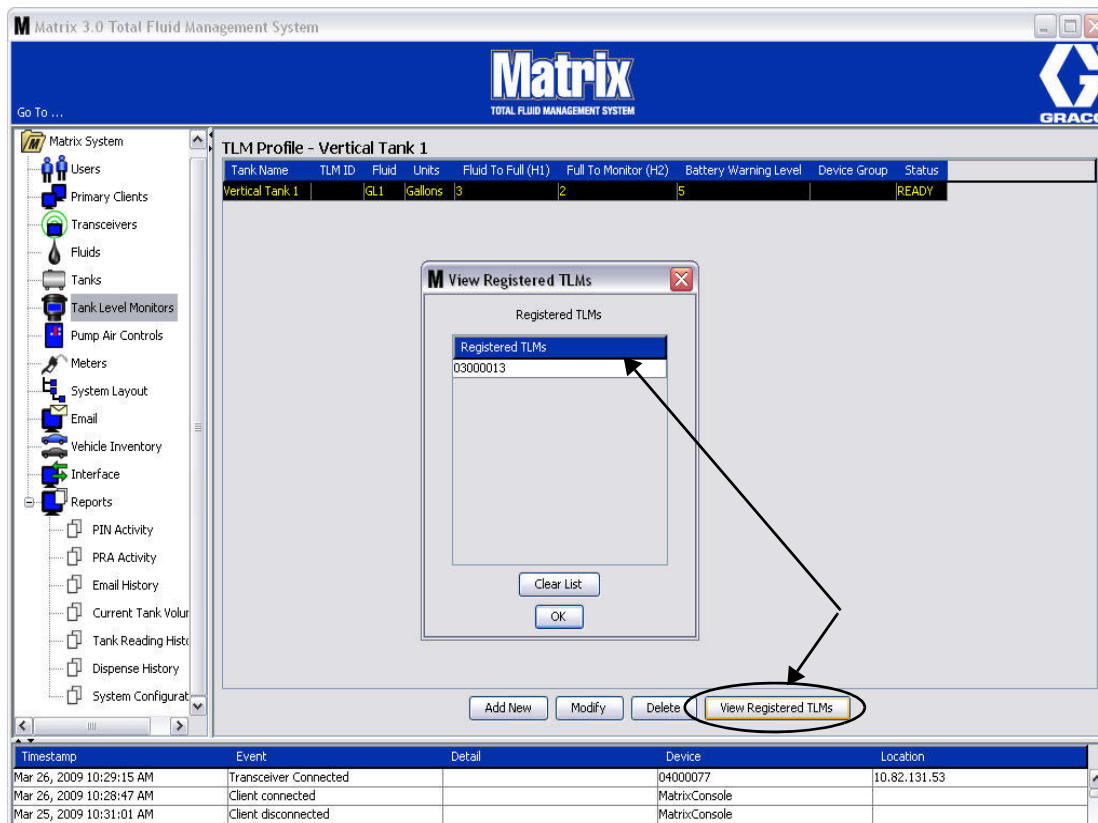 M Matrix 3.0 Total Fluid Management System
Matrix
TOTAL FLUID MANAGEMENT SYSTEM
Go To ...
GRACO
Matrix System
Users
Primary Clients
Transceivers
Fluids
Tanks
Tank Level Monitors
Pump Air Controls
Meters
System Layout
Email
Vehicle Inventory
Interface
Reports
PIN Activity
PRA Activity
Email History
Current Tank Volur
Tank Reading Histo
Dispense History
System Configurat
TLM Profile - Vertical Tank 1
Tank Name TLM ID Fluid Units Fluid To Full (H1) Full To Monitor (H2) Battery Warning Level Device Group Status
Vertical Tank 1 GL1 Gallons 3 2 5 READY
M View Registered TLMs
Registered TLMs
Registered TLMs
03000013
Clear List
OK
Add New Modify Delete View Registered TLMs
Timestamp Event Detail Device Location
Mar 26, 2009 10:29:15 AM Transceiver Connected 04000077 10.82.131.53
Mar 26, 2009 10:28:47 AM Client connected MatrixConsole
Mar 25, 2009 10:31:01 AM Client disconnected MatrixConsole